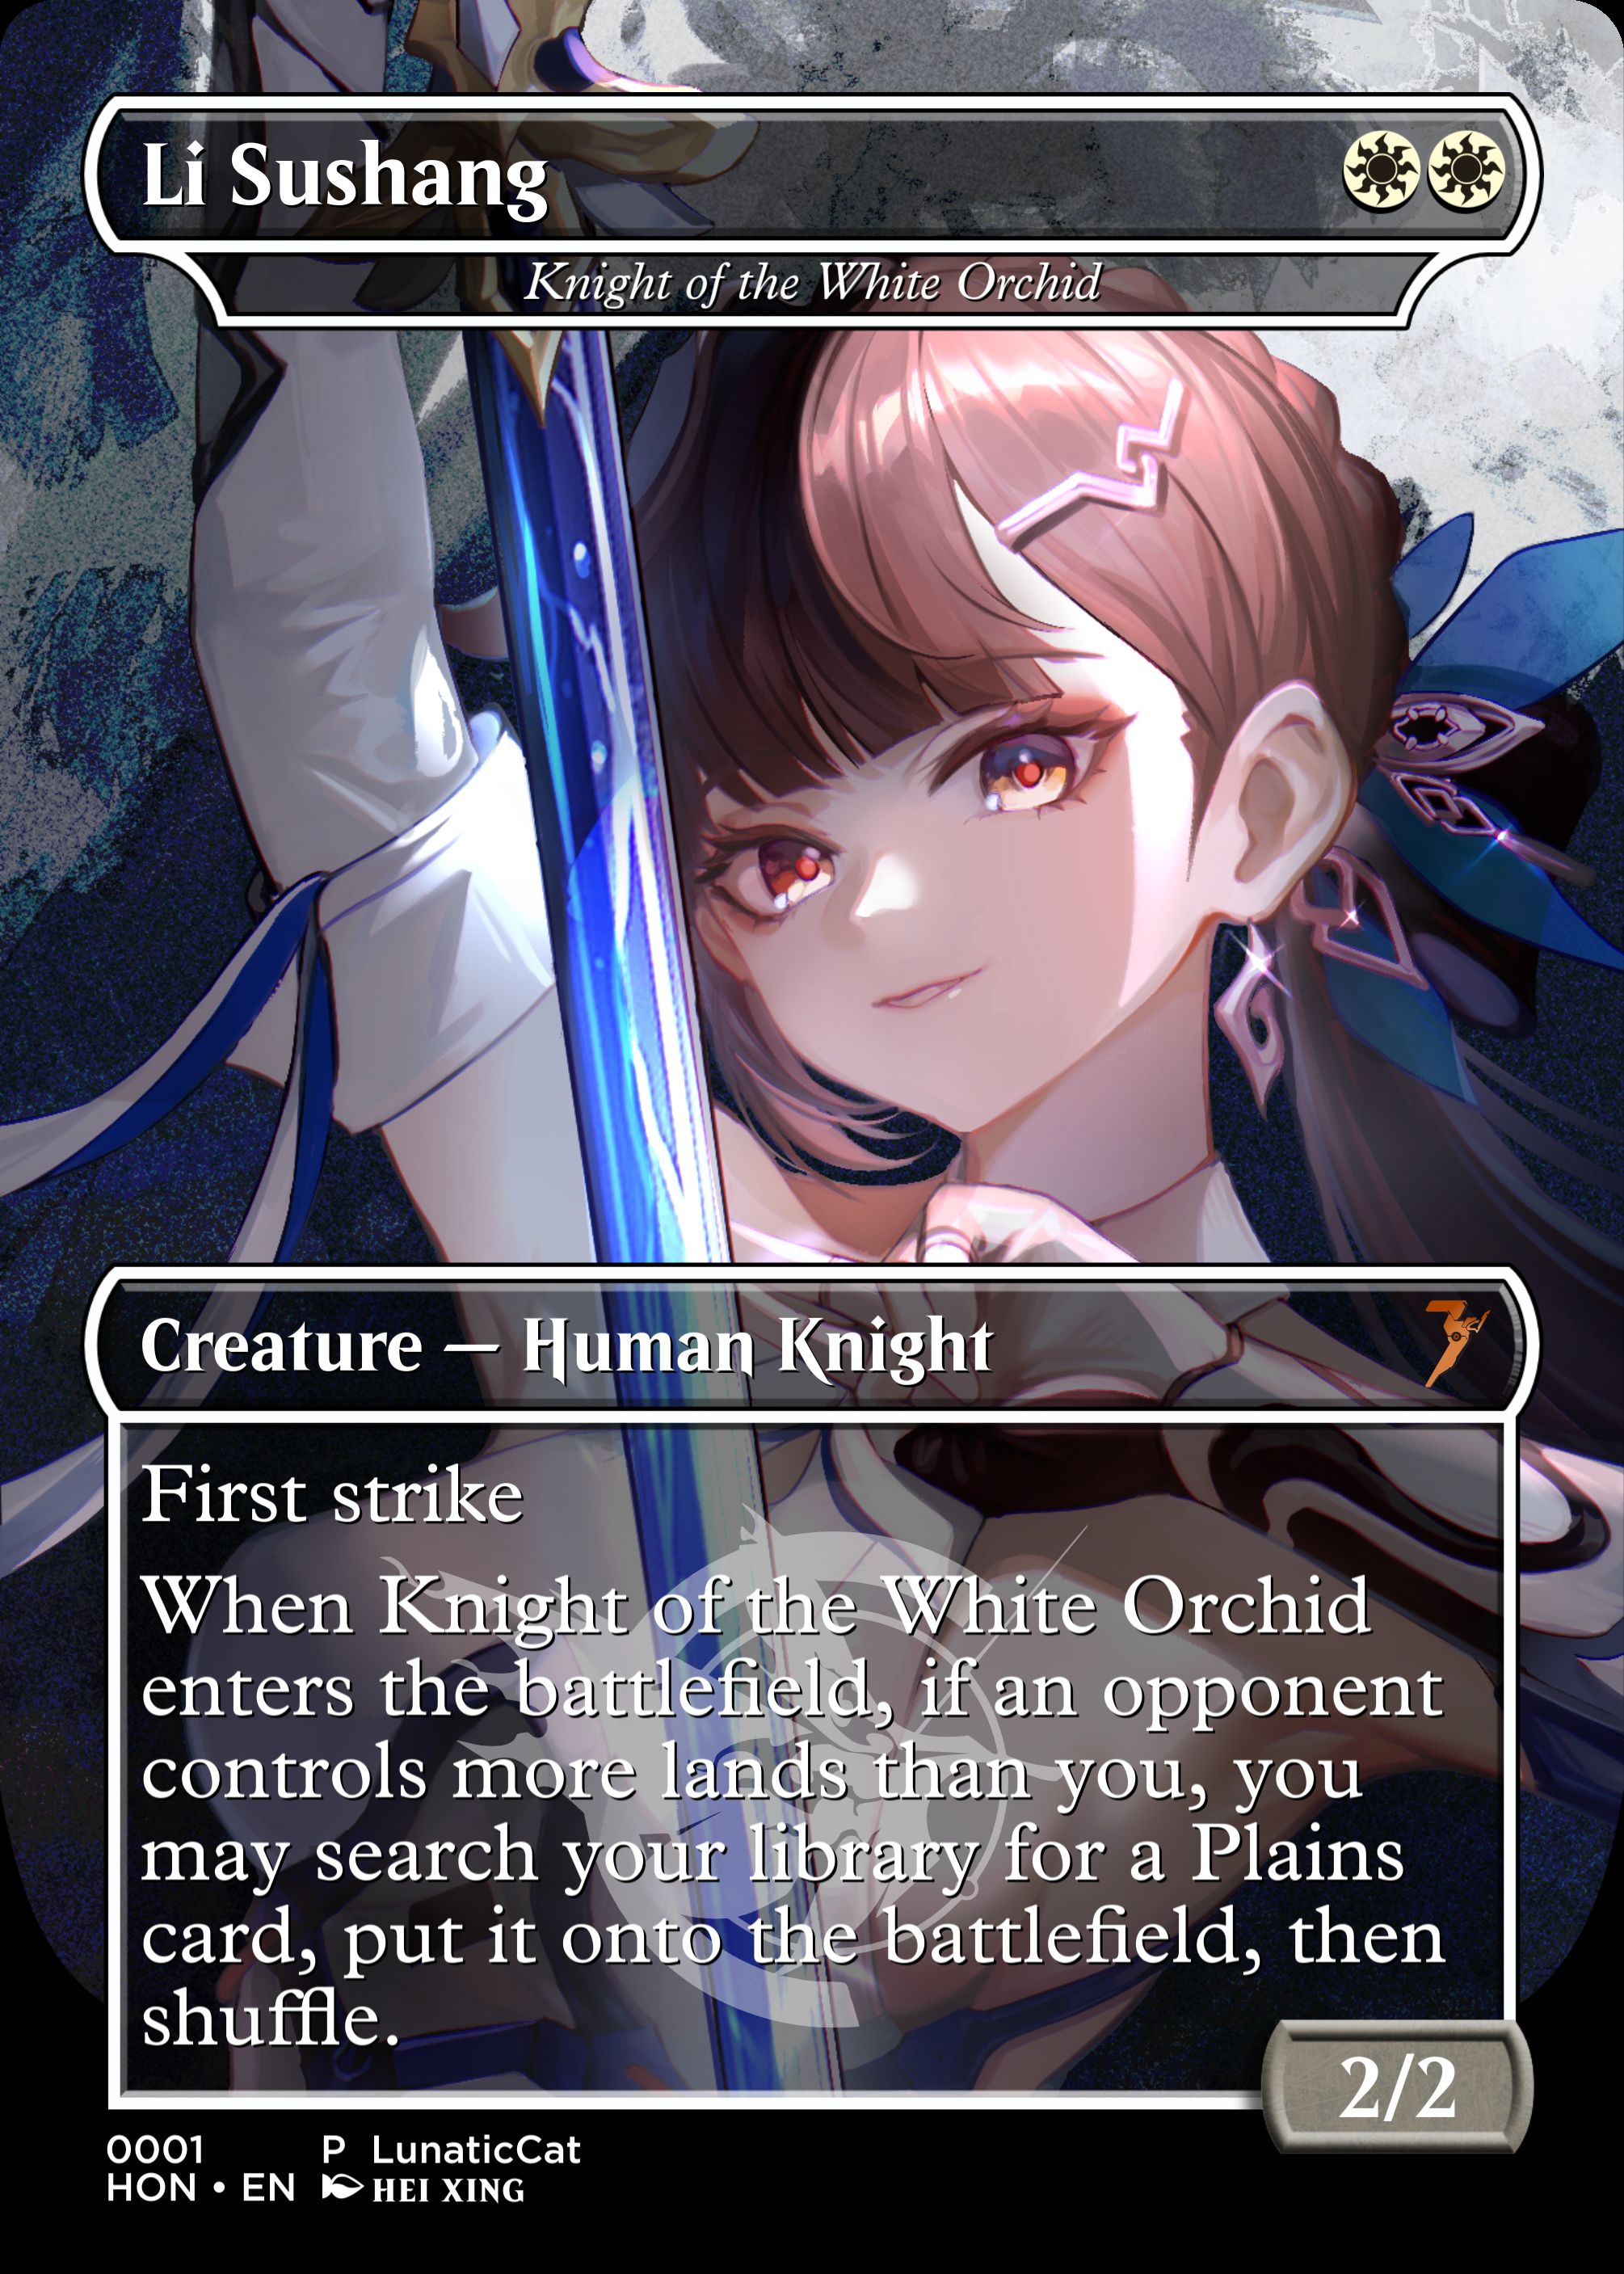 Li Sushang
Knight of the White Orchid
Creature — Human Knight
First strike
When Knight of the White Orchid
enters the battlefield, if an opponent
controls more lands than you, you
may search your library for a Plains
card, put it onto the battlefield, then
shuffle.
2/2
0001 P LunaticCat
HON • EN HEI XING